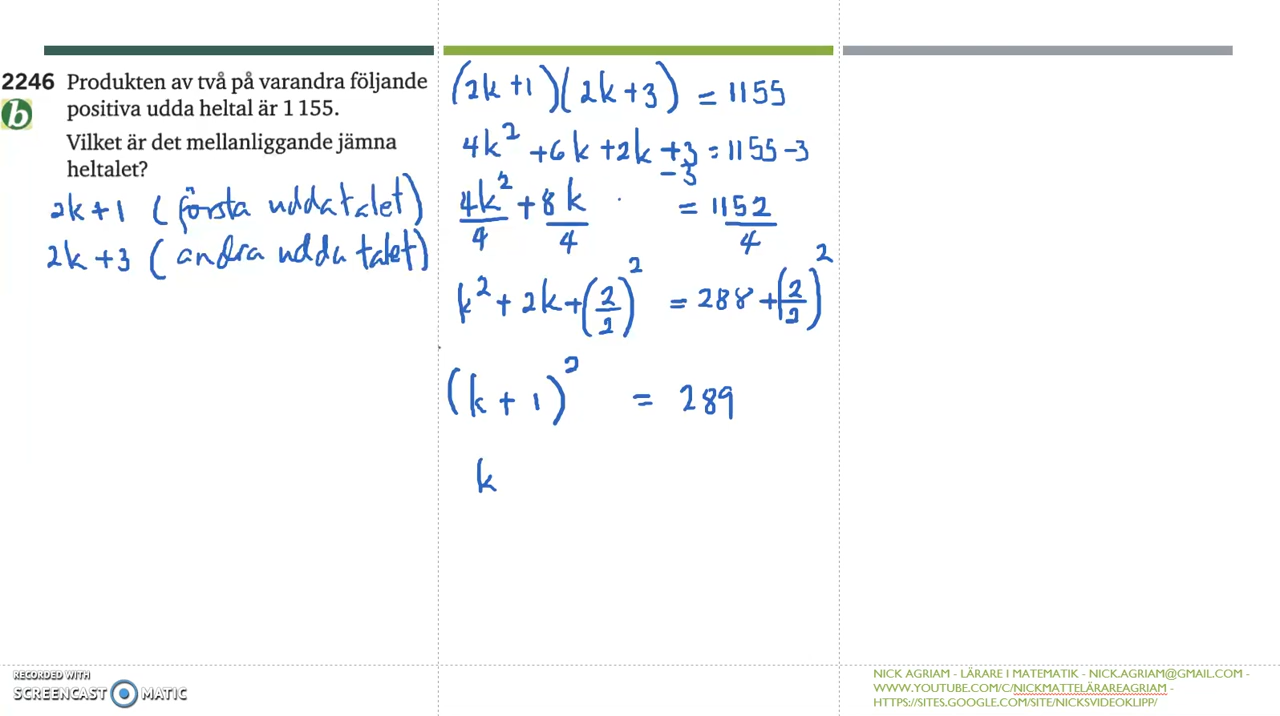 2246 Produkten av två på varandra följande
positiva udda heltal är 1 155.
b
Vilket är det mellanliggande jämna
heltalet?
2k+1 (första udda talet)
2k+3 (andra udda talet)
(2k+1)(2k+3) = 1155
4k² +6k +2k +3 = 1155 -3
-3
4k²/4 + 8k/4 = 1152/4
k² + 2k + (2/2)² = 288 + (2/2)²
(k+1)² = 289
k
RECORDED WITH
SCREENCAST MATIC
NICK AGRIAM - LÄRARE I MATEMATIK - NICK.AGRIAM@GMAIL.COM -
WWW.YOUTUBE.COM/C/NICKMATTELÄRAREAGRIAM -
HTTPS://SITES.GOOGLE.COM/SITE/NICKSVIDEOKLIPP/